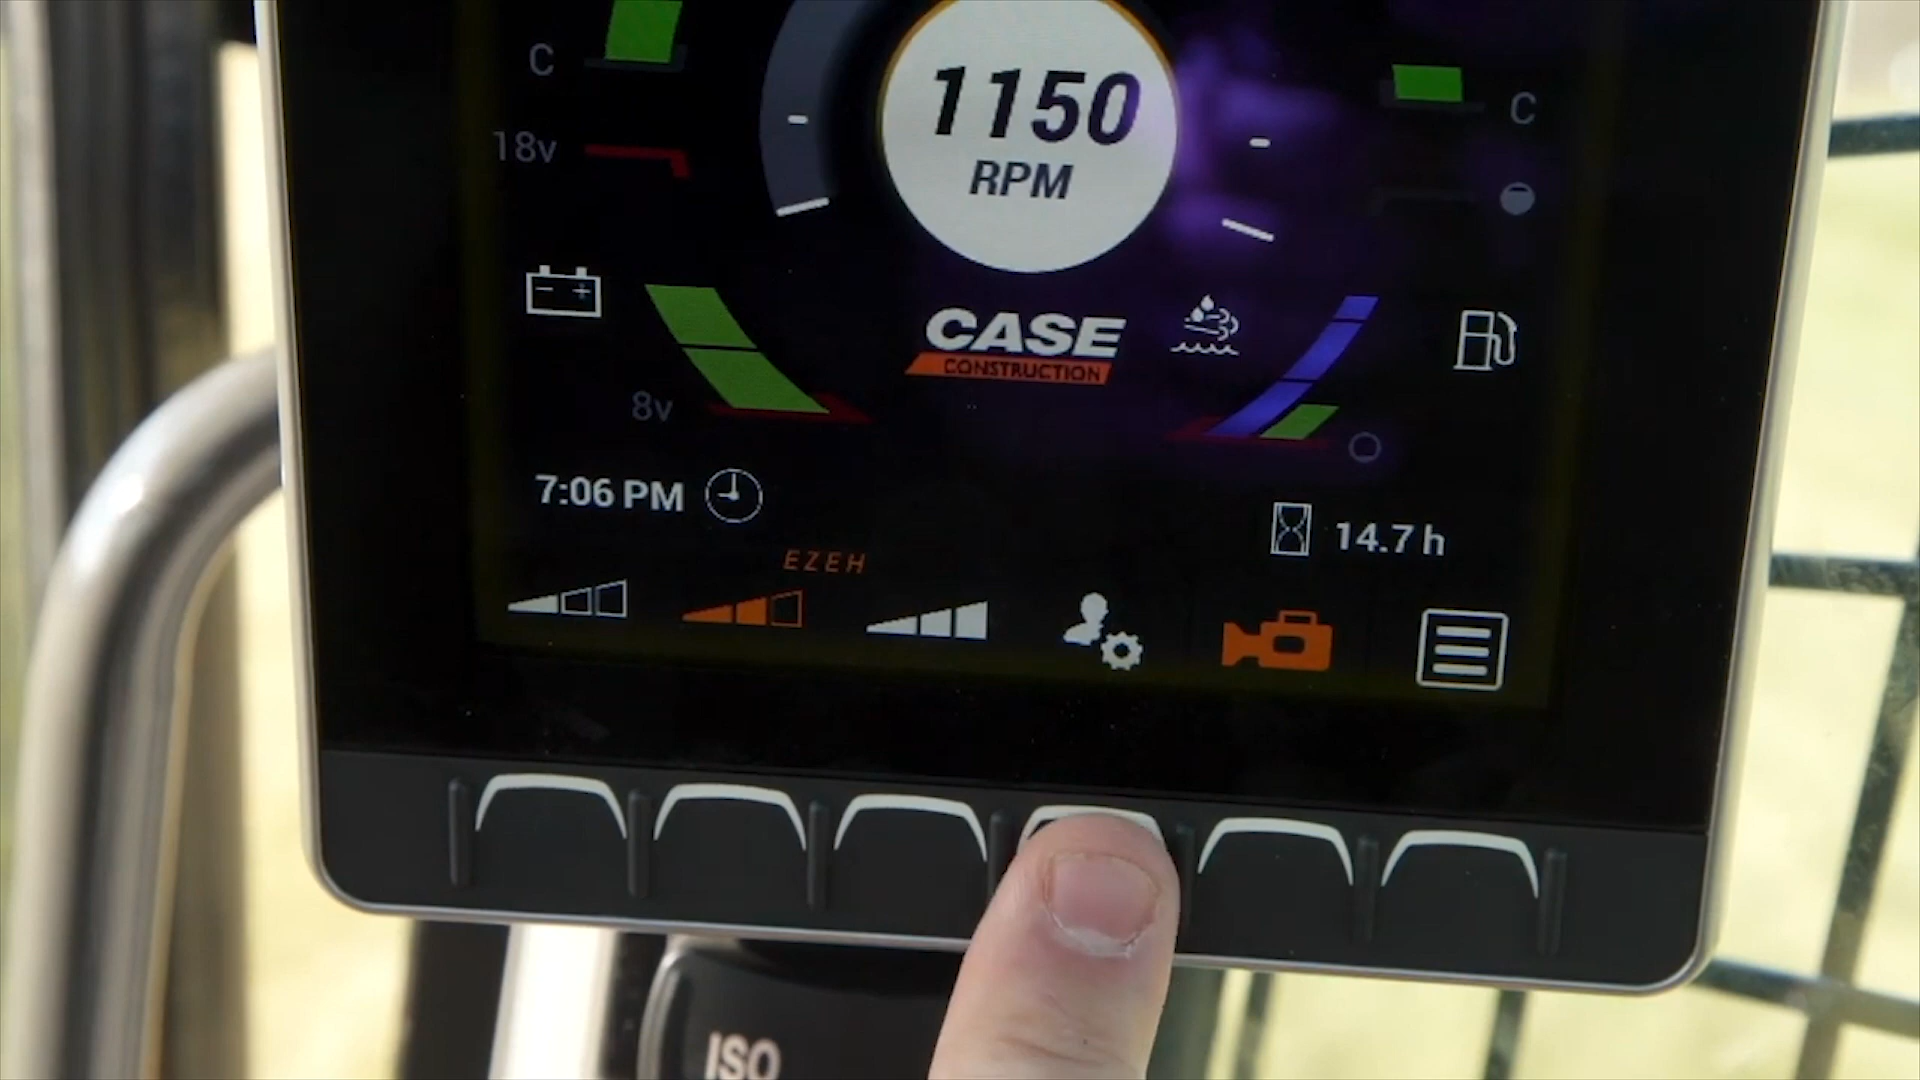 C
1150
RPM
C
18v
CASE
CONSTRUCTION
8v
7:06 PM
14.7 h
EZEH
ISO